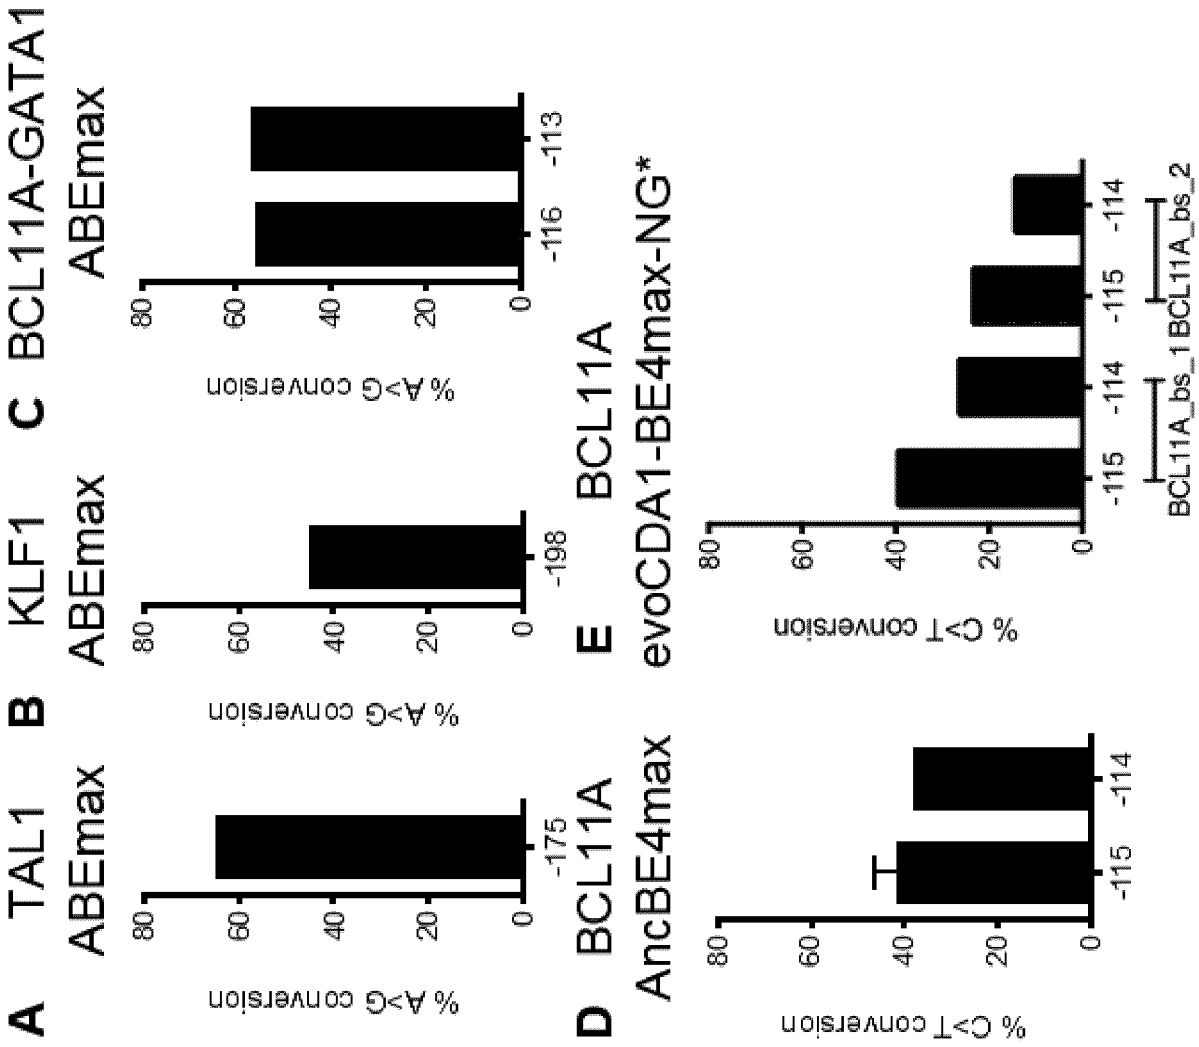 A TAL1
ABEmax
% A>G conversion
80
60
40
20
0
-175
B KLF1
ABEmax
% A>G conversion
80
60
40
20
0
-198
C BCL11A-GATA1
ABEmax
% A>G conversion
80
60
40
20
0
-116 -113
D BCL11A
AncBE4max
% C>T conversion
80
60
40
20
0
-115 -114
E BCL11A
evoCDA1-BE4max-NG*
% C>T conversion
80
60
40
20
0
-115 -114 -115 -114
BCL11A_bs_1 BCL11A_bs_2